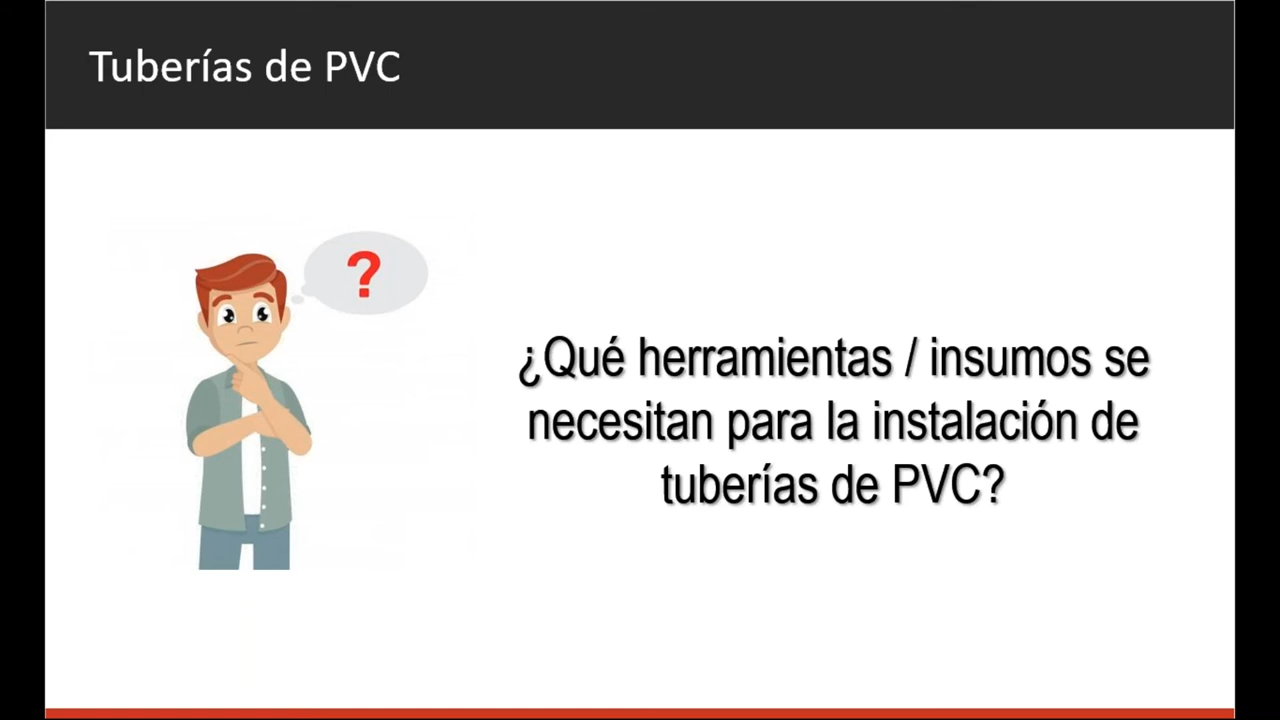 Tuberías de PVC
?
¿Qué herramientas / insumos se
necesitan para la instalación de
tuberías de PVC?